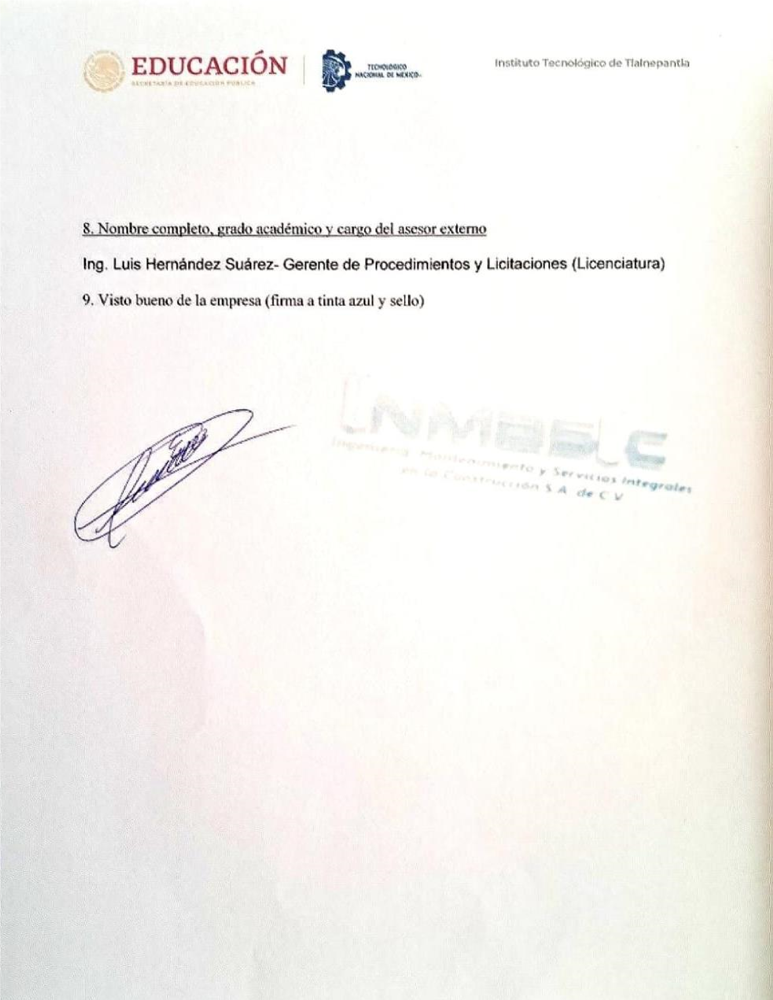 EDUCACIÓN
SECRETARÍA DE EDUCACIÓN PÚBLICA
TECNOLÓGICO
NACIONAL DE MÉXICO
Instituto Tecnológico de Tlalnepantla
8. Nombre completo, grado académico y cargo del asesor externo
Ing. Luis Hernández Suárez- Gerente de Procedimientos y Licitaciones (Licenciatura)
9. Visto bueno de la empresa (firma a tinta azul y sello)
Ingeniería Mantenimiento y Servicios Integrales
en la Construcción S A de C V